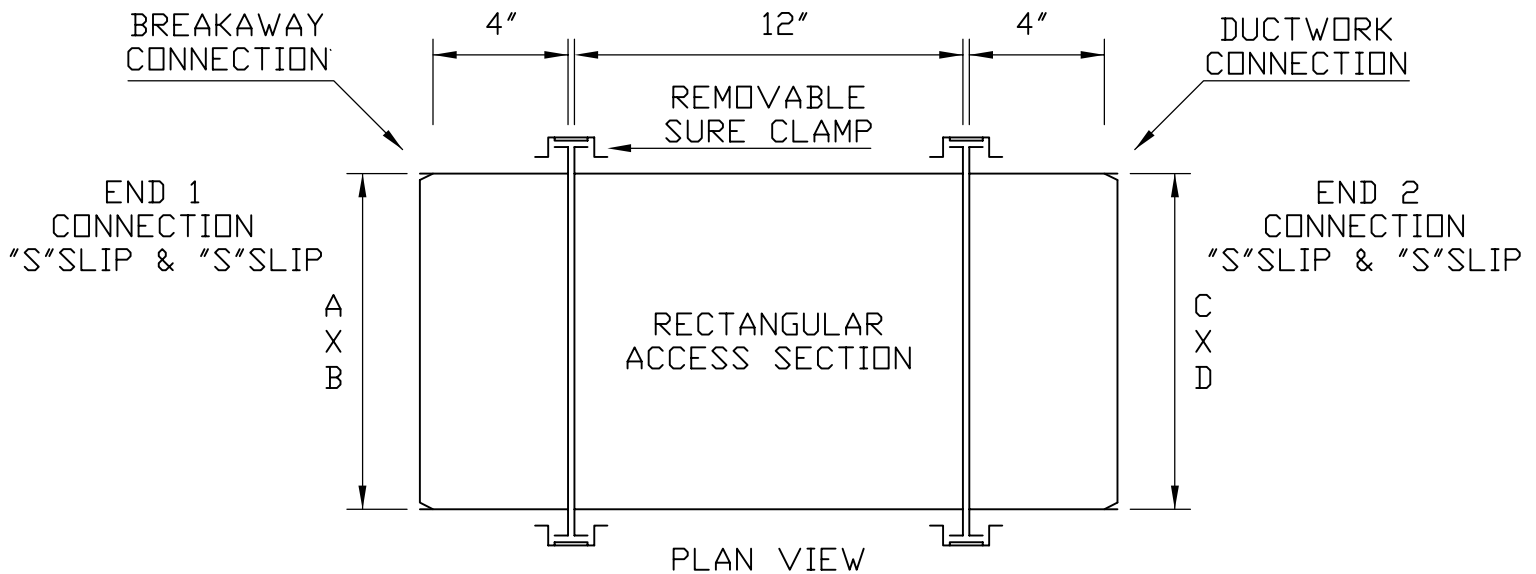 BREAKAWAY
CONNECTION
4"
12"
4"
DUCTWORK
CONNECTION
REMOVABLE
SURE CLAMP
END 1
CONNECTION
"S"SLIP & "S"SLIP
END 2
CONNECTION
"S"SLIP & "S"SLIP
A
X
B
RECTANGULAR
ACCESS SECTION
C
X
D
PLAN VIEW